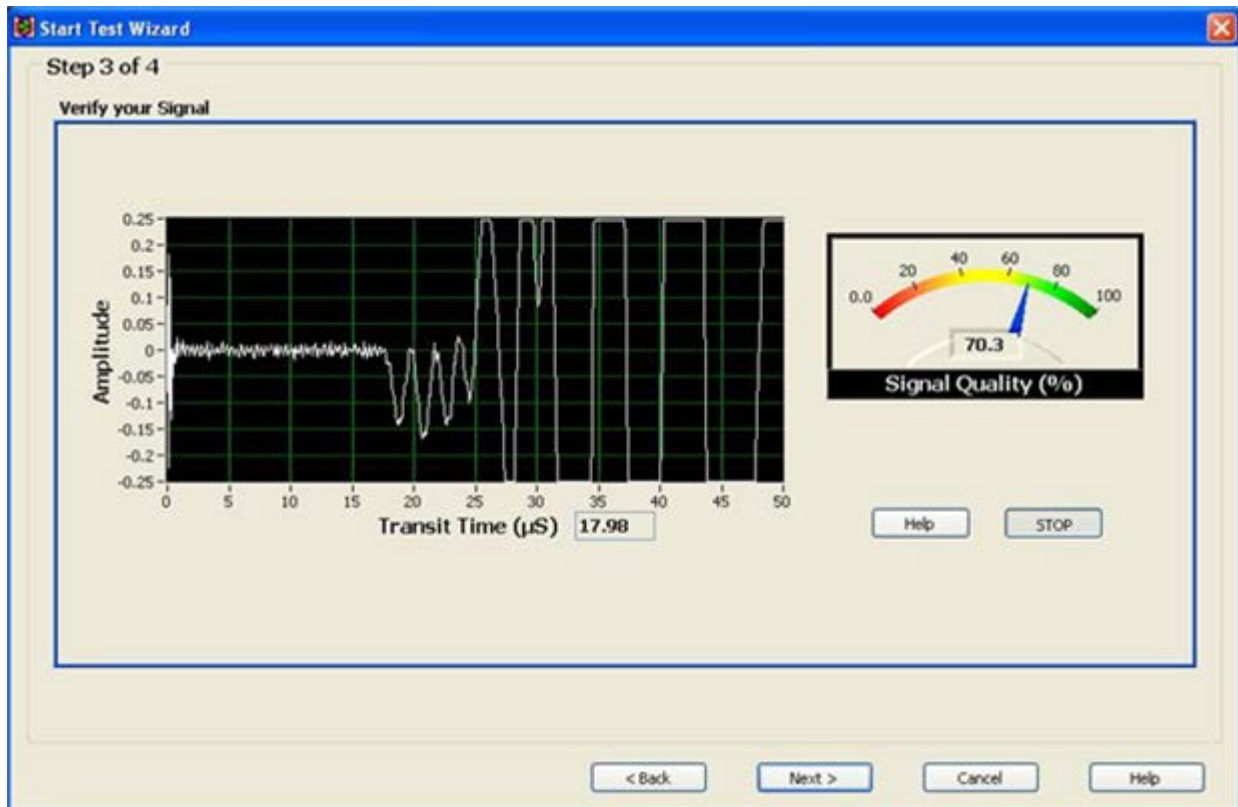 Start Test Wizard
Step 3 of 4
Verify your Signal
Amplitude
0.25
0.2
0.15
0.1
0.05
0
-0.05
-0.1
-0.15
-0.2
-0.25
0 5 10 15 20 25 30 35 40 45 50
Transit Time (µS) 17.98
0.0 20 40 60 80 100
70.3
Signal Quality (%)
Help STOP
< Back Next > Cancel Help